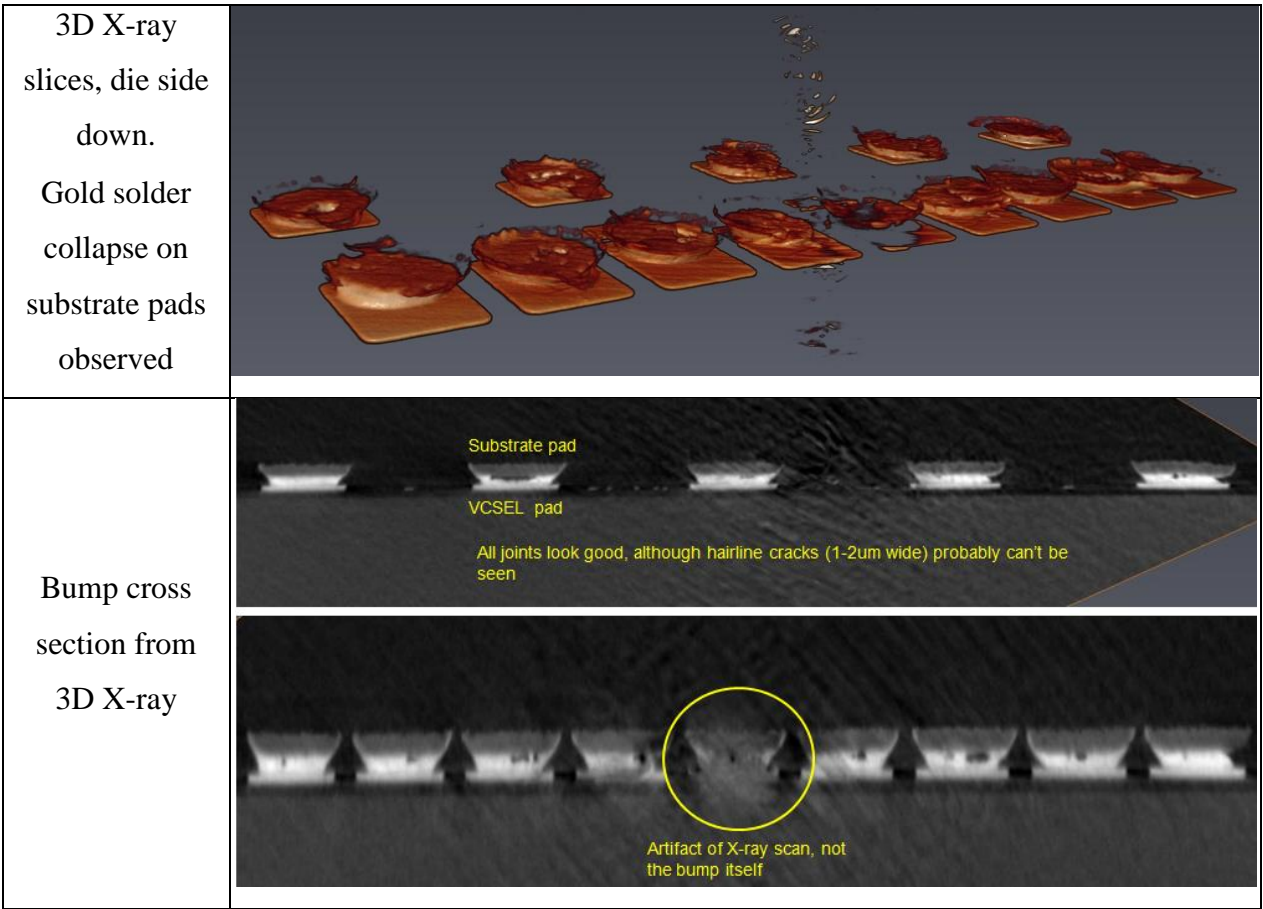 3D X-ray
slices, die side
down.
Gold solder
collapse on
substrate pads
observed
Substrate pad
VCSEL pad
All joints look good, although hairline cracks (1-2um wide) probably can't be
seen
Bump cross
section from
3D X-ray
Artifact of X-ray scan, not
the bump itself